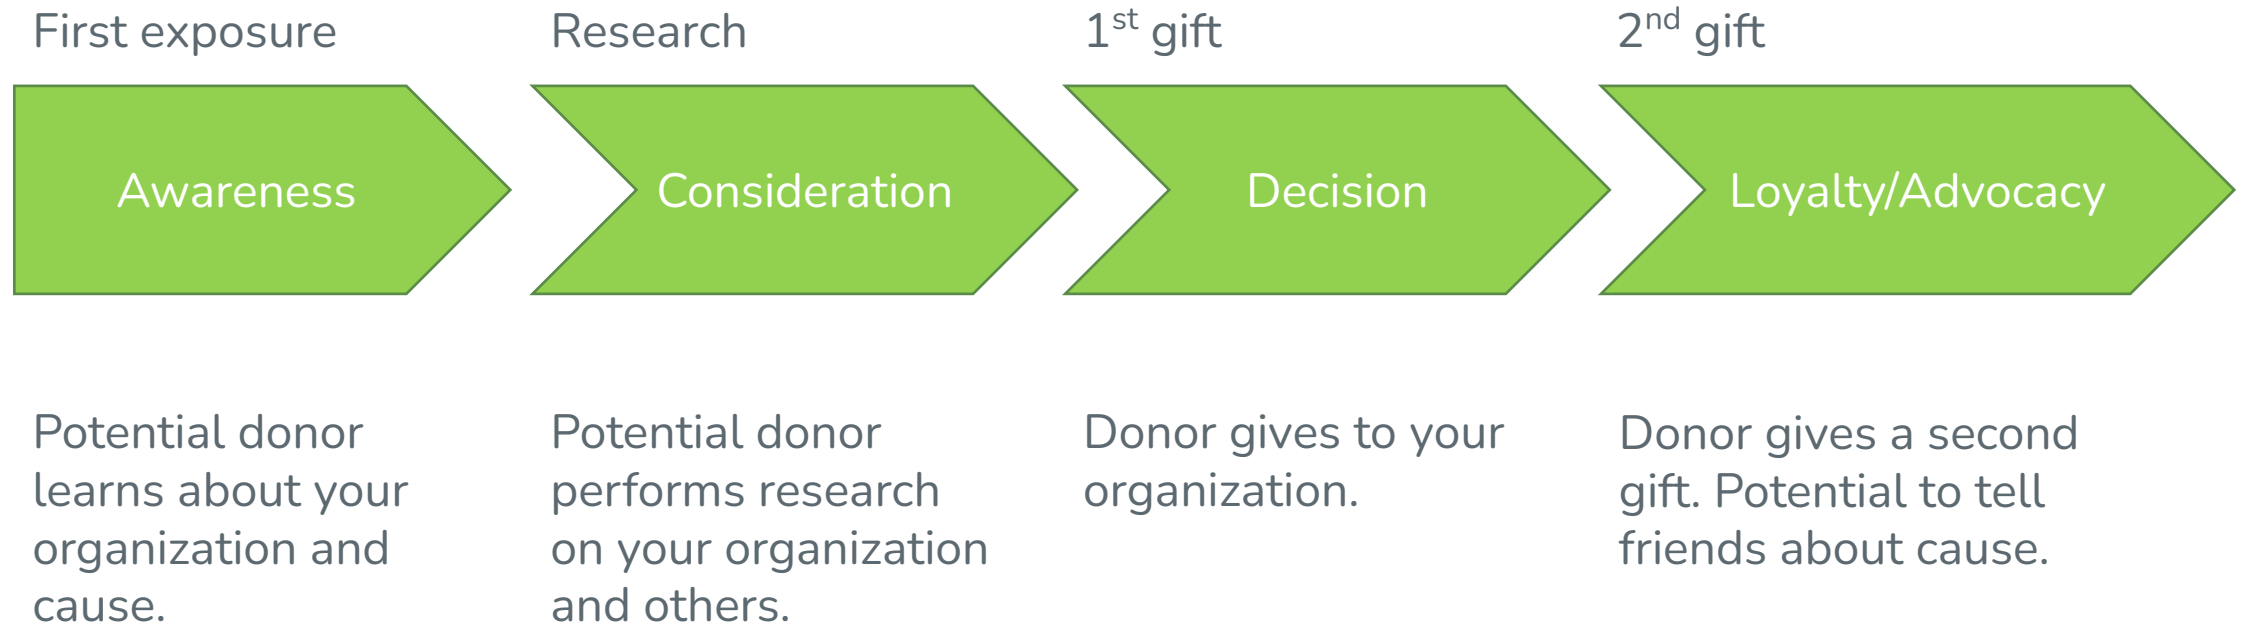 First exposure
Research
1st gift
2nd gift
Awareness
Consideration
Decision
Loyalty/Advocacy
Potential donor
learns about your
organization and
cause.
Potential donor
performs research
on your organization
and others.
Donor gives to your
organization.
Donor gives a second
gift. Potential to tell
friends about cause.